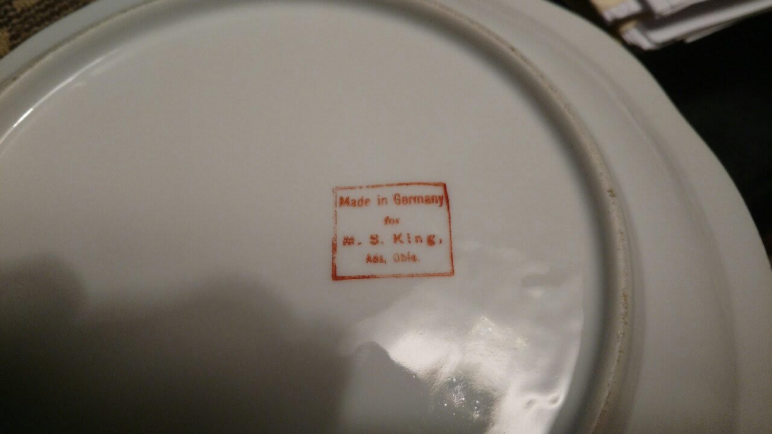 Made in Germany
for
S. King,
Ada, Ohio.